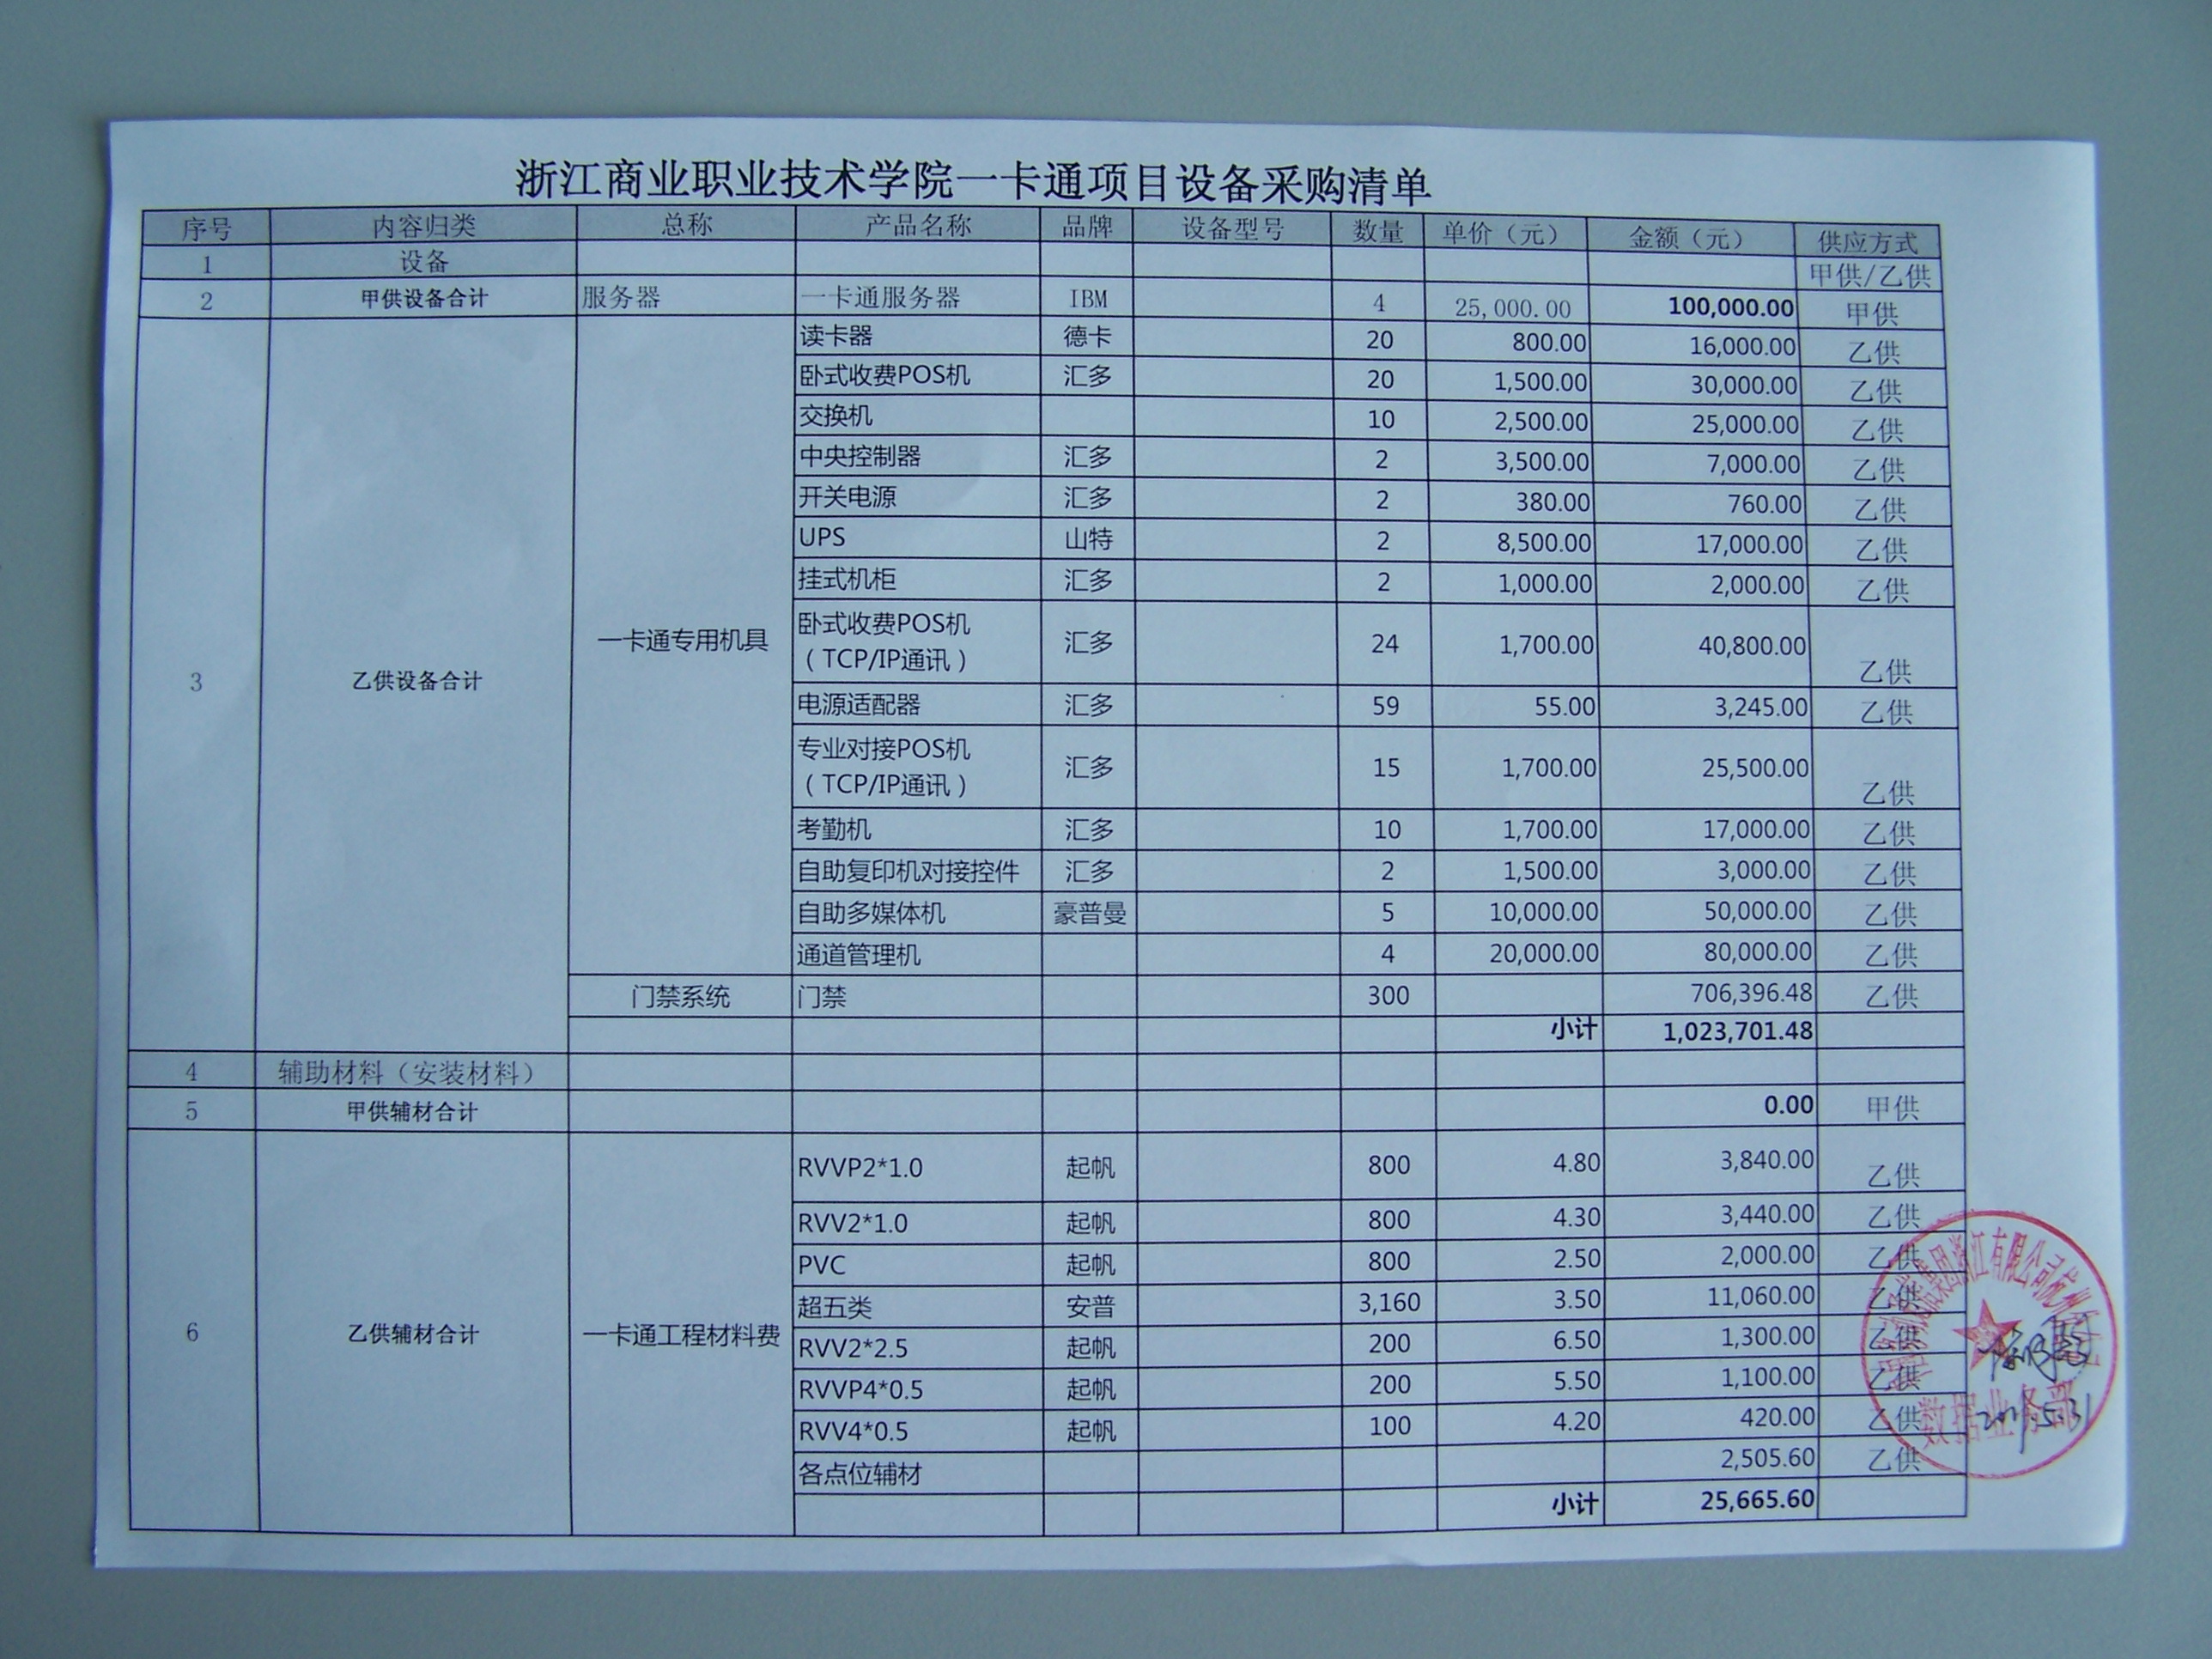 浙江商业职业技术学院一卡通项目设备采购清单
序号 内容归类 总称 产品名称 品牌 设备型号 数量 单价（元） 金额（元） 供应方式
1 设备 甲供/乙供
2 甲供设备合计 服务器 一卡通服务器 IBM 4 25,000.00 100,000.00 甲供
3 乙供设备合计 一卡通专用机具
读卡器 德卡 20 800.00 16,000.00 乙供
卧式收费POS机 汇多 20 1,500.00 30,000.00 乙供
交换机 10 2,500.00 25,000.00 乙供
中央控制器 汇多 2 3,500.00 7,000.00 乙供
开关电源 汇多 2 380.00 760.00 乙供
UPS 山特 2 8,500.00 17,000.00 乙供
挂式机柜 汇多 2 1,000.00 2,000.00 乙供
卧式收费POS机
（TCP/IP通讯） 汇多 24 1,700.00 40,800.00 乙供
电源适配器 汇多 59 55.00 3,245.00 乙供
专业对接POS机
（TCP/IP通讯） 汇多 15 1,700.00 25,500.00 乙供
考勤机 汇多 10 1,700.00 17,000.00 乙供
自助复印机对接控件 汇多 2 1,500.00 3,000.00 乙供
自助多媒体机 豪普曼 5 10,000.00 50,000.00 乙供
通道管理机 4 20,000.00 80,000.00 乙供
门禁系统 门禁 300 706,396.48 乙供
小计 1,023,701.48
4 辅助材料（安装材料）
5 甲供辅材合计 0.00 甲供
6 乙供辅材合计 一卡通工程材料费
RVVP2*1.0 起帆 800 4.80 3,840.00 乙供
RVV2*1.0 起帆 800 4.30 3,440.00 乙供
PVC 起帆 800 2.50 2,000.00 乙供
超五类 安普 3,160 3.50 11,060.00 乙供
RVV2*2.5 起帆 200 6.50 1,300.00 乙供
RVVP4*0.5 起帆 200 5.50 1,100.00 乙供
RVV4*0.5 起帆 100 4.20 420.00 乙供
各点位辅材 2,505.60 乙供
小计 25,665.60
集团浙江有限公司杭州
数据业务部